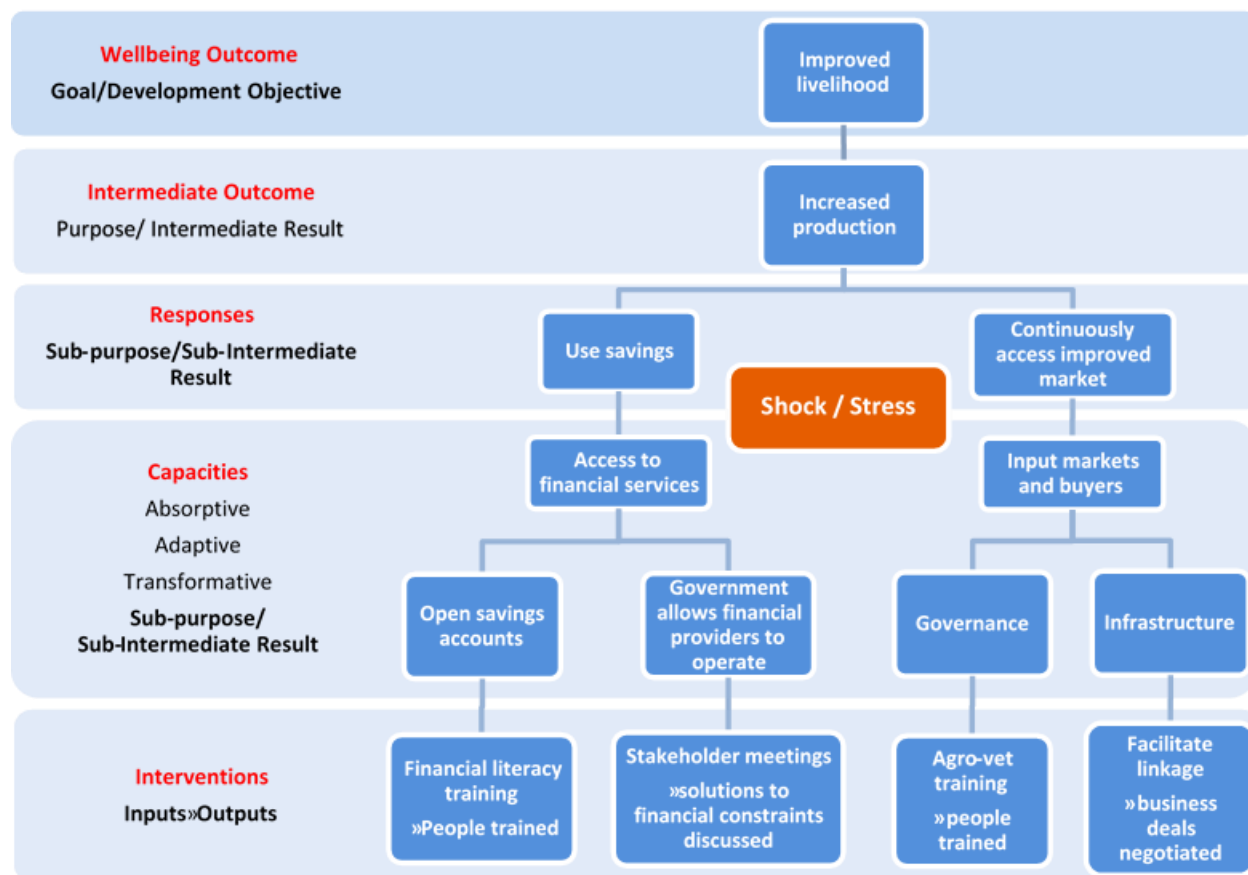 Wellbeing Outcome
Goal/Development Objective
Improved
livelihood
Intermediate Outcome
Purpose/ Intermediate Result
Increased
production
Responses
Sub-purpose/Sub-Intermediate
Result
Use savings
Continuously
access improved
market
Shock / Stress
Capacities
Absorptive
Adaptive
Transformative
Sub-purpose/
Sub-Intermediate Result
Access to
financial services
Input markets
and buyers
Open savings
accounts
Government
allows financial
providers to
operate
Governance
Infrastructure
Interventions
Inputs»Outputs
Financial literacy
training
»People trained
Stakeholder meetings
»solutions to
financial constraints
discussed
Agro-vet
training
»people
trained
Facilitate
linkage
»business
deals
negotiated